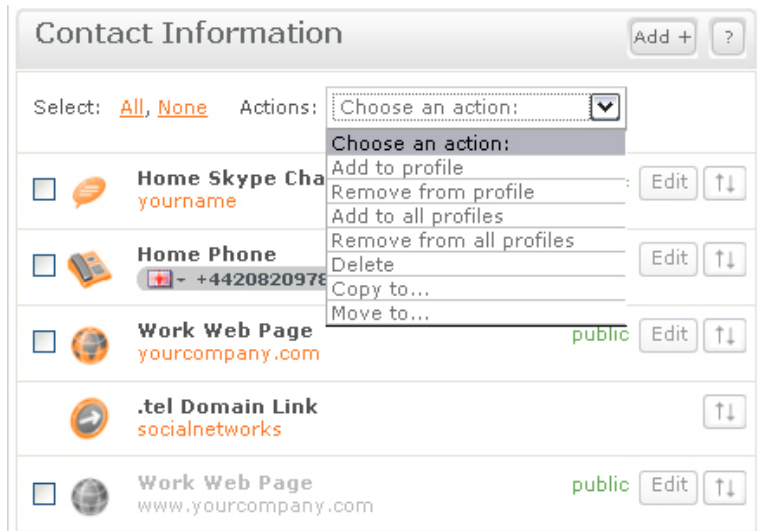 Contact Information Add + ?
Select: All, None Actions: Choose an action:
Choose an action:
Add to profile
Remove from profile
Add to all profiles
Remove from all profiles
Delete
Copy to...
Move to...
Home Skype Cha Edit
yourname
Home Phone Edit
+4420820978
Work Web Page public Edit
yourcompany.com
.tel Domain Link
socialnetworks
Work Web Page public Edit
www.yourcompany.com